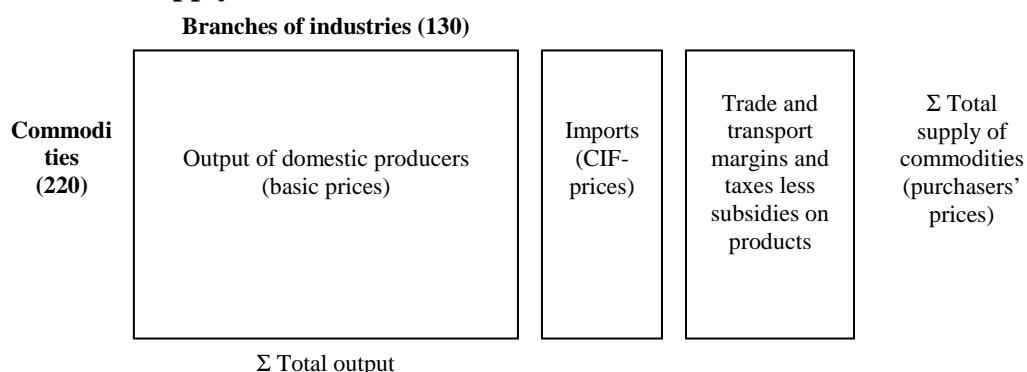 Branches of industries (130)
Commodi
ties
(220)
Output of domestic producers
(basic prices)
Imports
(CIF-
prices)
Trade and
transport
margins and
taxes less
subsidies on
products
Σ Total
supply of
commodities
(purchasers’
prices)
Σ Total output